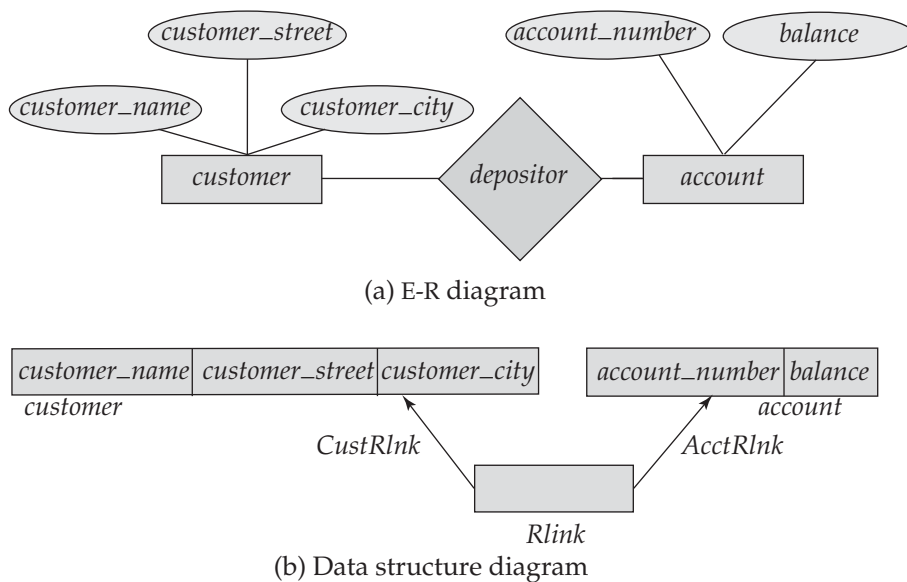 customer_street
account_number
balance
customer_name
customer_city
customer
depositor
account
(a) E-R diagram
customer_name customer_street customer_city
account_number balance
customer
account
CustRlnk
AcctRlnk
Rlink
(b) Data structure diagram